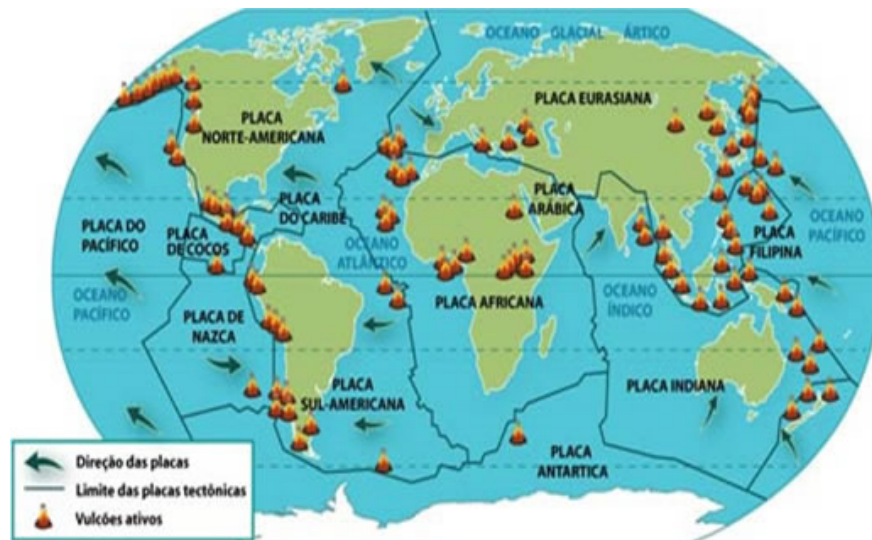 OCEANO GLACIAL ÁRTICO
PLACA EURASIANA
PLACA
NORTE-AMERICANA
PLACA
DO CARIBE
PLACA
ARÁBICA
PLACA DO
PACÍFICO
PLACA
DE COCOS
OCEANO
ATLÂNTICO
PLACA
FILIPINA
OCEANO
PACÍFICO
OCEANO
PACÍFICO
PLACA DE
NAZCA
PLACA AFRICANA
OCEANO
ÍNDICO
PLACA
SUL-AMERICANA
PLACA INDIANA
PLACA
ANTARTICA
Direção das placas
Limite das placas tectónicas
Vulcões ativos